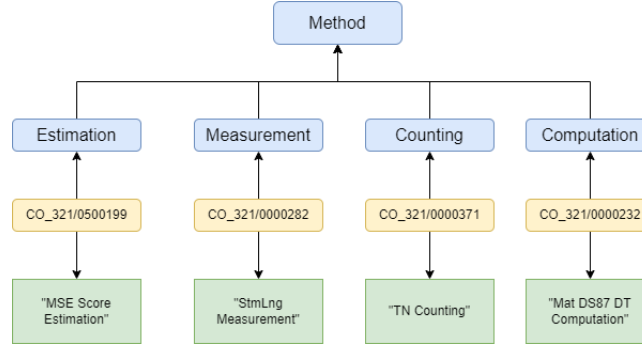 Method
Estimation
Measurement
Counting
Computation
CO_321/0500199
CO_321/0000282
CO_321/0000371
CO_321/0000232
"MSE Score
Estimation"
"StmLng
Measurement"
"TN Counting"
"Mat DS87 DT
Computation"